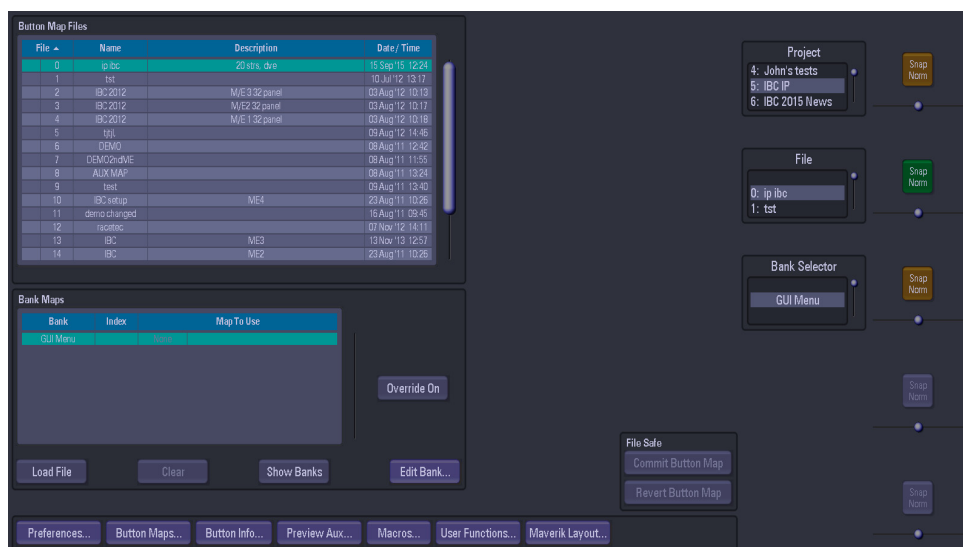 Button Map Files
File Name Description Date / Time
0 ip ibc 20 strs, dve 15 Sep'15 12:24
1 tst 10 Jul'12 13:17
2 IBC 2012 M/E 3 32 panel 03 Aug'12 10:13
3 IBC 2012 M/E2 32 panel 03 Aug'12 10:17
4 IBC 2012 M/E 1 32 panel 03 Aug'12 10:18
5 09 Aug'12 14:46
6 DEMO 08 Aug'11 12:42
7 DEMO2ndME 08 Aug'11 11:55
8 AUX MAP 08 Aug'11 13:24
9 test 09 Aug'11 13:40
10 IBC setup ME4 23 Aug'11 10:26
11 demo changed 16 Aug'11 09:45
12 racetec 07 Nov'12 14:11
13 IBC ME3 13 Nov'13 12:57
14 IBC ME2 23 Aug'11 10:26
Bank Maps
Bank Index Map To Use
GUI Menu * None
Override On
Load File Clear Show Banks Edit Bank...
Project
4: John's tests
5: IBC IP
6: IBC 2015 News
Snap
Norm
File
0: ip ibc
1: tst
Snap
Norm
Bank Selector
GUI Menu
Snap
Norm
Snap
Norm
File Safe
Commit Button Map
Revert Button Map
Snap
Norm
Preferences... Button Maps... Button Info... Preview Aux... Macros... User Functions... Maverik Layout...